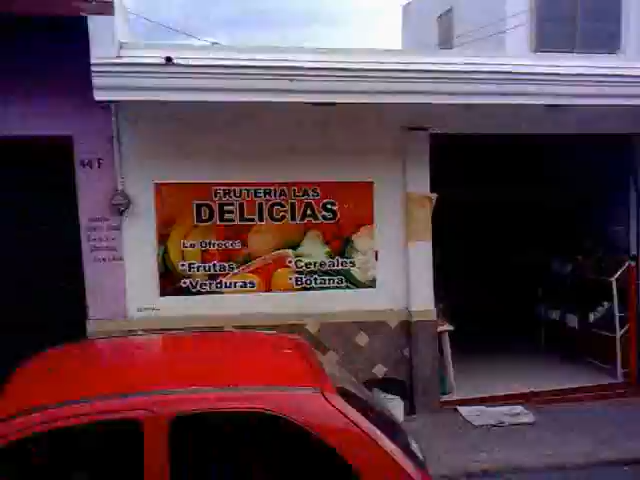 44 F
FRUTERIA LAS
DELICIAS
Le Ofrece:
*Frutas
*Cereales
*Verduras
*Botana